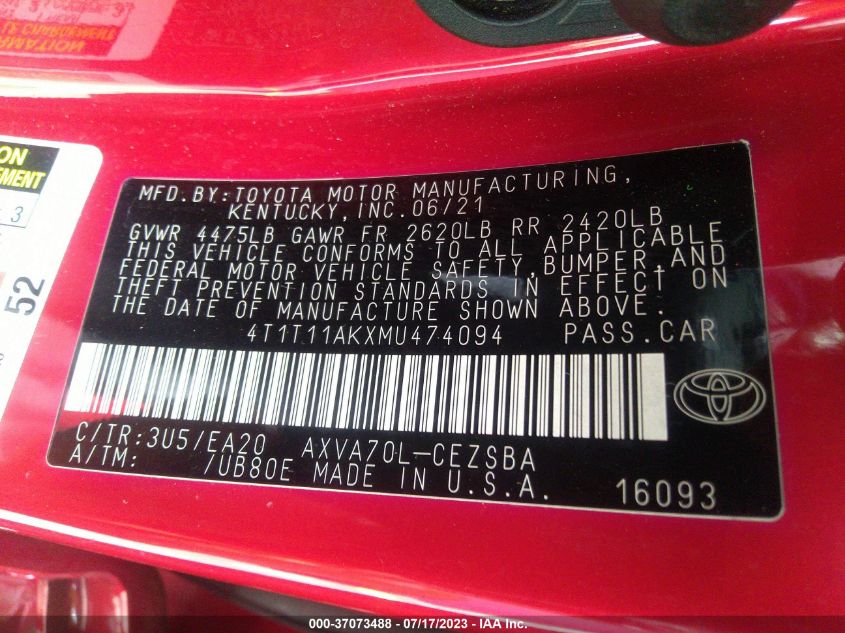 ON
EMENT
3
52
MFD. BY: TOYOTA MOTOR MANUFACTURING,
KENTUCKY, INC. 06/21
GVWR 4475LB GAWR FR 2620LB RR 2420LB
THIS VEHICLE CONFORMS TO ALL APPLICABLE
FEDERAL MOTOR VEHICLE SAFETY, BUMPER, AND
THEFT PREVENTION STANDARDS IN EFFECT ON
THE DATE OF MANUFACTURE SHOWN ABOVE.
4T1T11AKXMU474094 PASS. CAR
C/TR: 3U5/EA20 AXVA70L-CEZSBA
A/TM: /UB80E MADE IN U.S.A. 16093
000-37073488 - 07/17/2023 - IAA Inc.